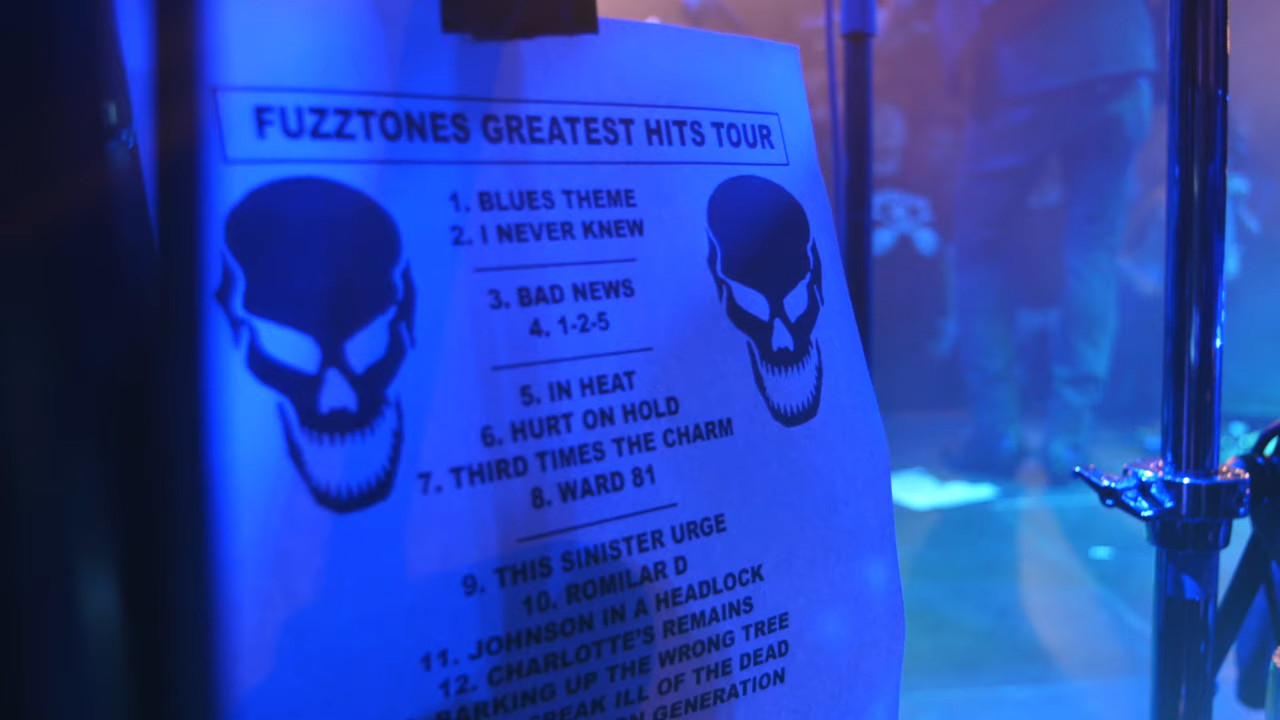 FUZZTONES GREATEST HITS TOUR
1. BLUES THEME
2. I NEVER KNEW
3. BAD NEWS
4. 1-2-5
5. IN HEAT
6. HURT ON HOLD
7. THIRD TIMES THE CHARM
8. WARD 81
9. THIS SINISTER URGE
10. ROMILAR D
11. JOHNSON IN A HEADLOCK
12. CHARLOTTE'S REMAINS
BARKING UP THE WRONG TREE
SPEAK ILL OF THE DEAD
GENERATION